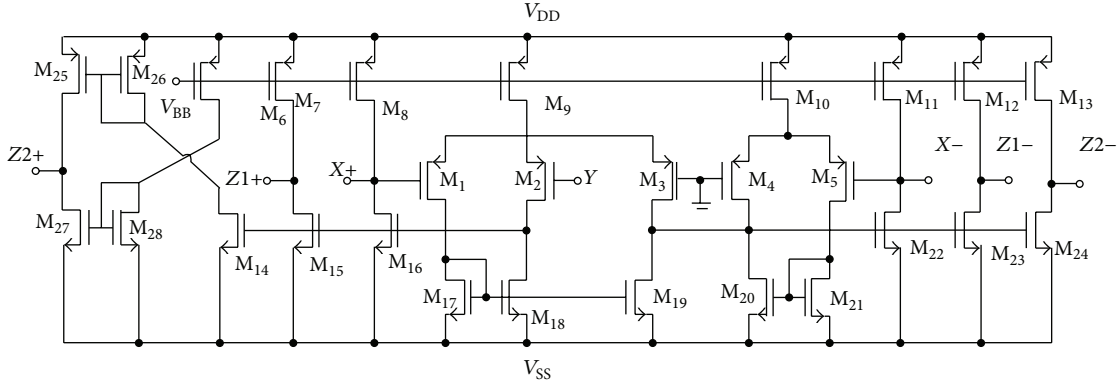 V_DD
M_25
M_26
V_BB
M_6
M_7
M_8
M_9
M_10
M_11
M_12
M_13
Z2+
Z1+
X+
M_1
M_2
Y
M_3
M_4
M_5
X−
Z1−
Z2−
M_27
M_28
M_14
M_15
M_16
M_17
M_18
M_19
M_20
M_21
M_22
M_23
M_24
V_SS